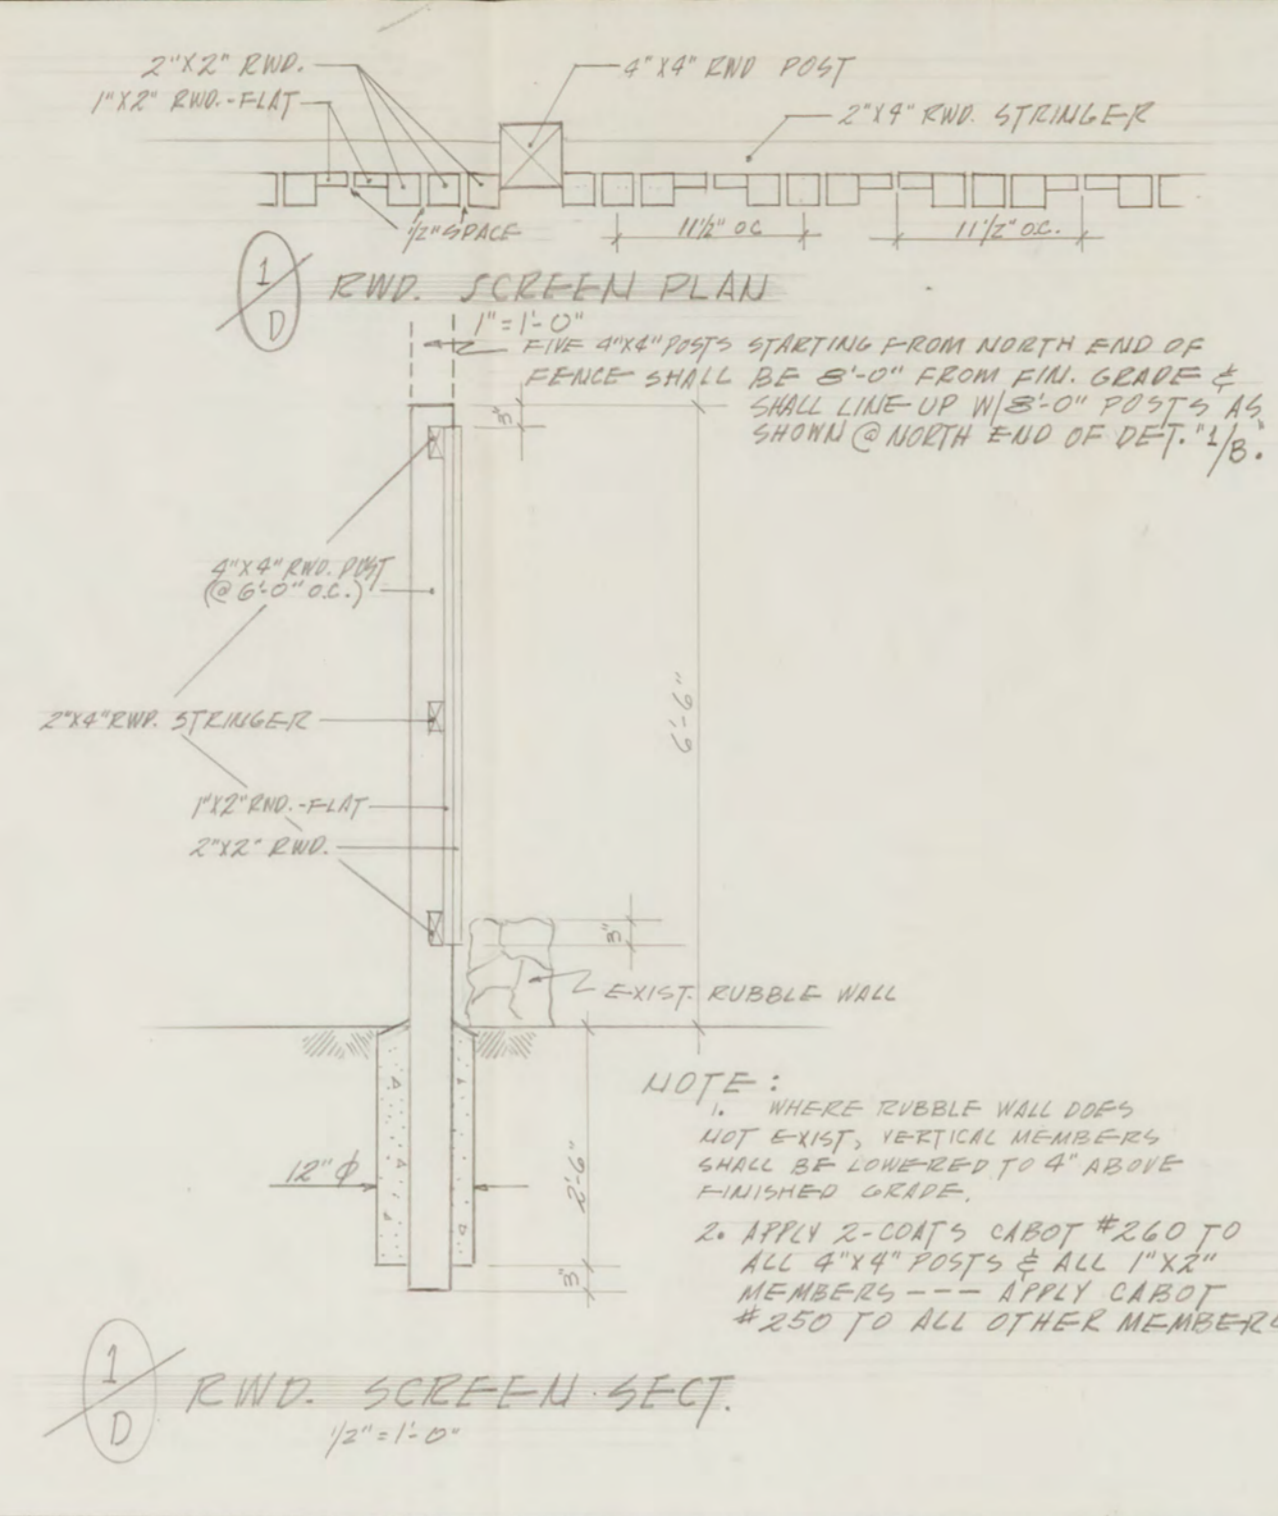 2"X2" RWD.
1"X2" RWD.-FLAT
4"X4" RWD POST
2"X4" RWD. STRINGER
1/2" SPACE
11 1/2" OC
11 1/2" O.C.
1
D
RWD. SCREEN PLAN
1" = 1'-0"
FIVE 4"X4" POSTS STARTING FROM NORTH END OF
FENCE SHALL BE 8'-0" FROM FIN. GRADE &
SHALL LINE UP W/8'-0" POSTS AS
SHOWN @ NORTH END OF DET. "1/B."
3"
4"X4" RWD. POST
(@ 6'-0" O.C.)
6'-6"
2"X4" RWD. STRINGER
1"X2" RWD.-FLAT
2"X2" RWD.
3"
EXIST. RUBBLE WALL
NOTE:
1. WHERE RUBBLE WALL DOES
NOT EXIST, VERTICAL MEMBERS
SHALL BE LOWERED TO 4" ABOVE
FINISHED GRADE.
12" ϕ
2'-6"
3"
2. APPLY 2-COATS CABOT #260 TO
ALL 4"X4" POSTS & ALL 1"X2"
MEMBERS --- APPLY CABOT
#250 TO ALL OTHER MEMBERS
1
D
RWD. SCREEN SECT.
1/2" = 1'-0"